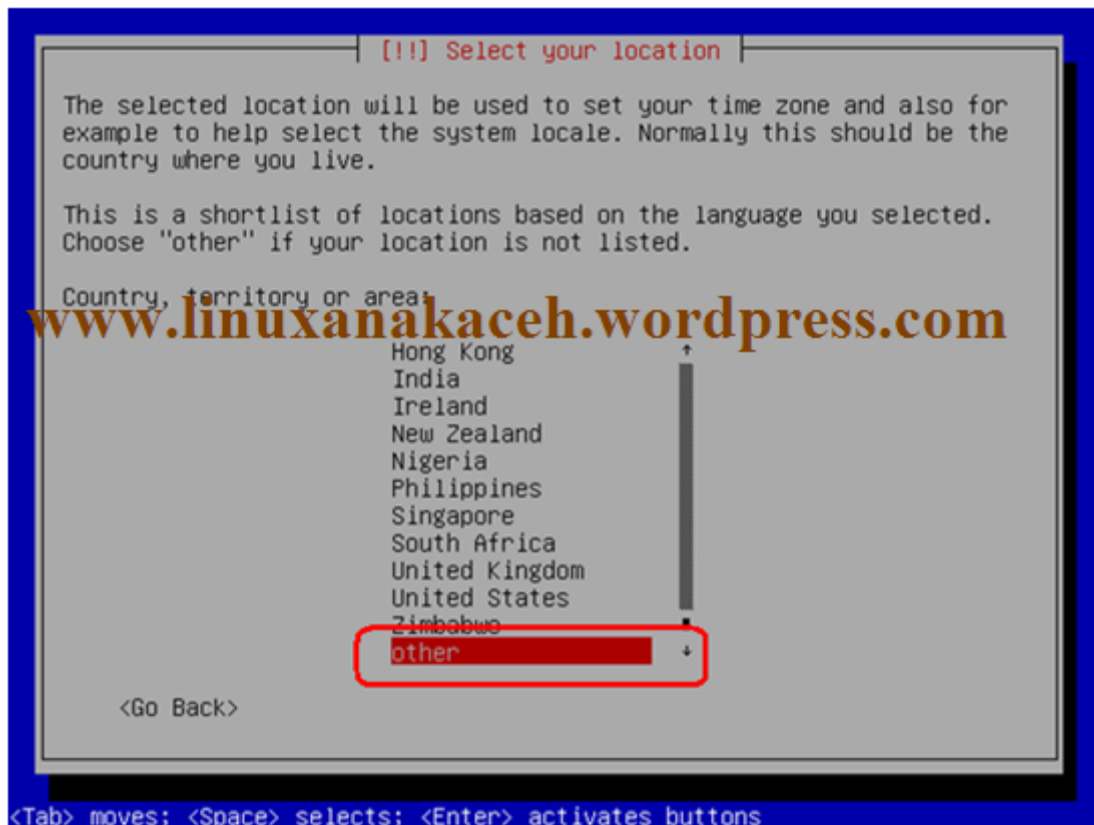 [!!] Select your location
The selected location will be used to set your time zone and also for
example to help select the system locale. Normally this should be the
country where you live.
This is a shortlist of locations based on the language you selected.
Choose "other" if your location is not listed.
Country, territory or area:
www.linuxanakaceh.wordpress.com
Hong Kong
India
Ireland
New Zealand
Nigeria
Philippines
Singapore
South Africa
United Kingdom
United States
Zimbabwe
other
<Go Back>
<Tab> moves; <Space> selects; <Enter> activates buttons